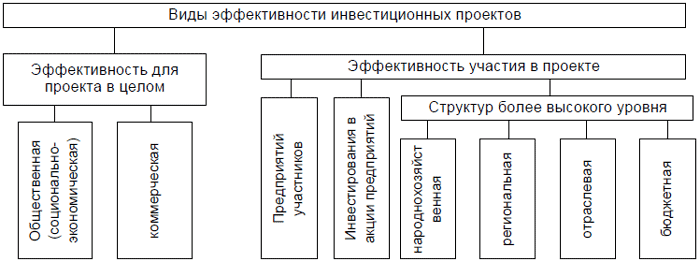 Виды эффективности инвестиционных проектов
Эффективность для
проекта в целом
Эффективность участия в проекте
Структур более высокого уровня
Общественная
(соционально-
экономическая)
коммерческая
Предприятий
участников
Инвестирования в
акции предприятий
народнохозяйст
венная
региональная
отраслевая
бюджетная